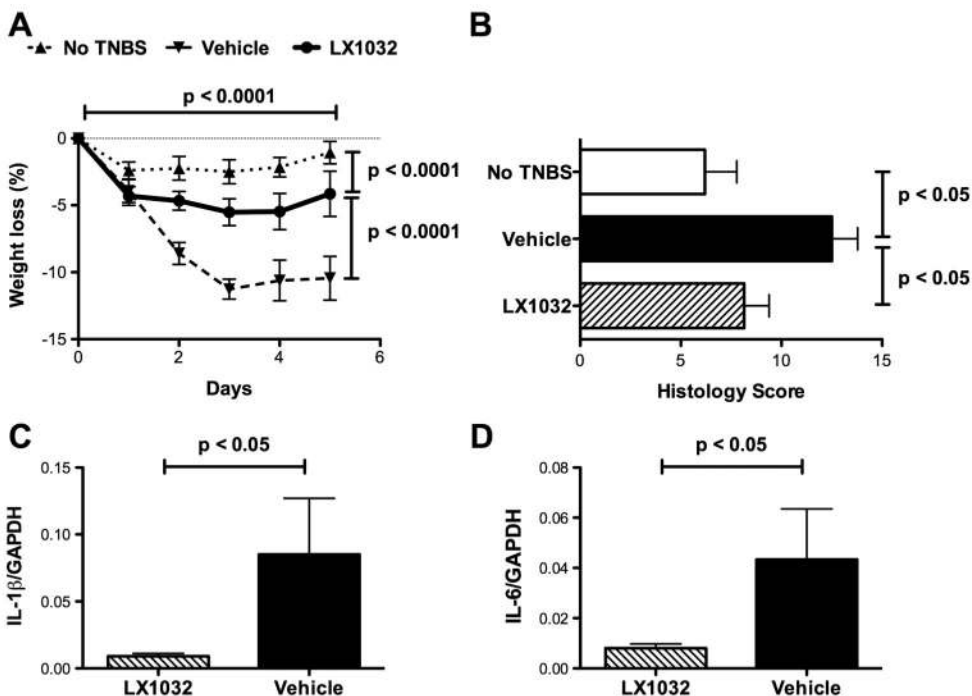 A
B
No TNBS Vehicle LX1032
p < 0.0001
0
-5
-10
-15
Weight loss (%)
0 2 4 6
Days
p < 0.0001
p < 0.0001
No TNBS
Vehicle
LX1032
0 5 10 15
Histology Score
p < 0.05
p < 0.05
C
p < 0.05
0.15
0.10
0.05
0.00
IL-1β/GAPDH
LX1032 Vehicle
D
p < 0.05
0.08
0.06
0.04
0.02
0.00
IL-6/GAPDH
LX1032 Vehicle